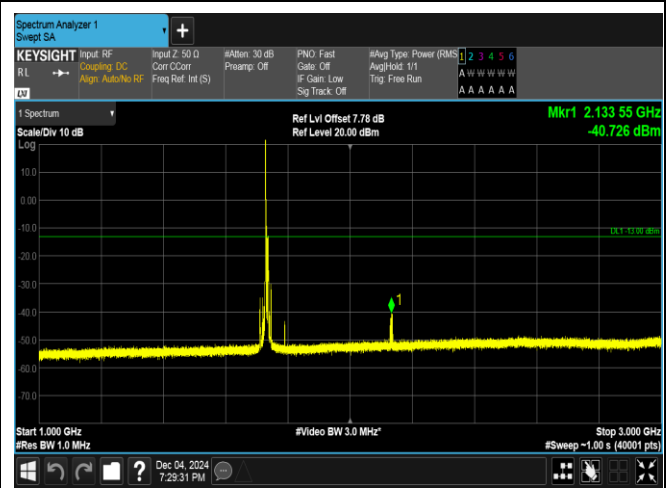 Spectrum Analyzer 1
Swept SA
+
KEYSIGHT
RL
LXI
Input: RF
Coupling: DC
Align: Auto/No RF
Input Z: 50 Ω
Corr CCorr
Freq Ref: Int (S)
#Atten: 30 dB
Preamp: Off
PNO: Fast
Gate: Off
IF Gain: Low
Sig Track: Off
#Avg Type: Power (RMS
Avg|Hold: 1/1
Trig: Free Run
1 2 3 4 5 6
A W W W W W
A A A A A A
1 Spectrum
Scale/Div 10 dB
Log
Ref Lvl Offset 7.78 dB
Ref Level 20.00 dBm
Mkr1 2.133 55 GHz
-40.726 dBm
10.0
0.00
-10.0
-20.0
-30.0
-40.0
-50.0
-60.0
-70.0
DL1 -13.00 dBm
1
Start 1.000 GHz
#Res BW 1.0 MHz
#Video BW 3.0 MHz*
Stop 3.000 GHz
#Sweep ~1.00 s (40001 pts)
?
Dec 04, 2024
7:29:31 PM